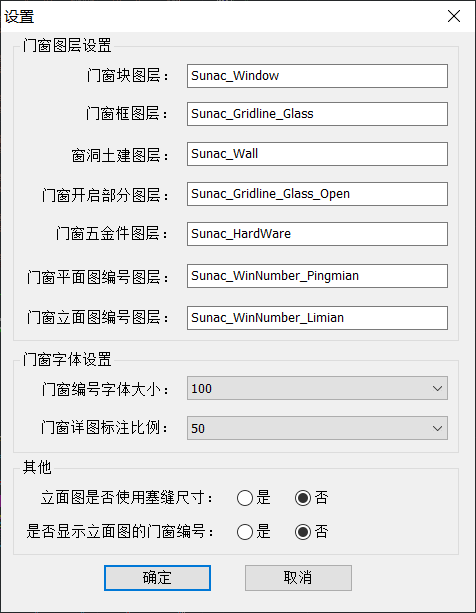 设置
门窗图层设置
门窗块图层： Sunac_Window
门窗框图层： Sunac_Gridline_Glass
窗洞土建图层： Sunac_Wall
门窗开启部分图层： Sunac_Gridline_Glass_Open
门窗五金件图层： Sunac_HardWare
门窗平面图编号图层： Sunac_WinNumber_Pingmian
门窗立面图编号图层： Sunac_WinNumber_Limian
门窗字体设置
门窗编号字体大小： 100
门窗详图标注比例： 50
其他
立面图是否使用塞缝尺寸： 是 否
是否显示立面图的门窗编号： 是 否
确定 取消